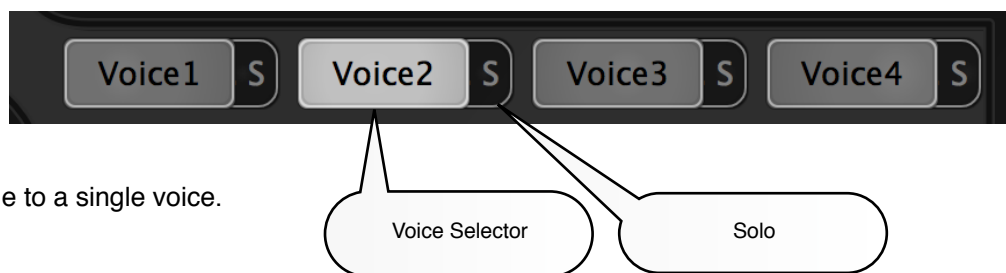 Voice1 S Voice2 S Voice3 S Voice4 S
e to a single voice.
Voice Selector
Solo